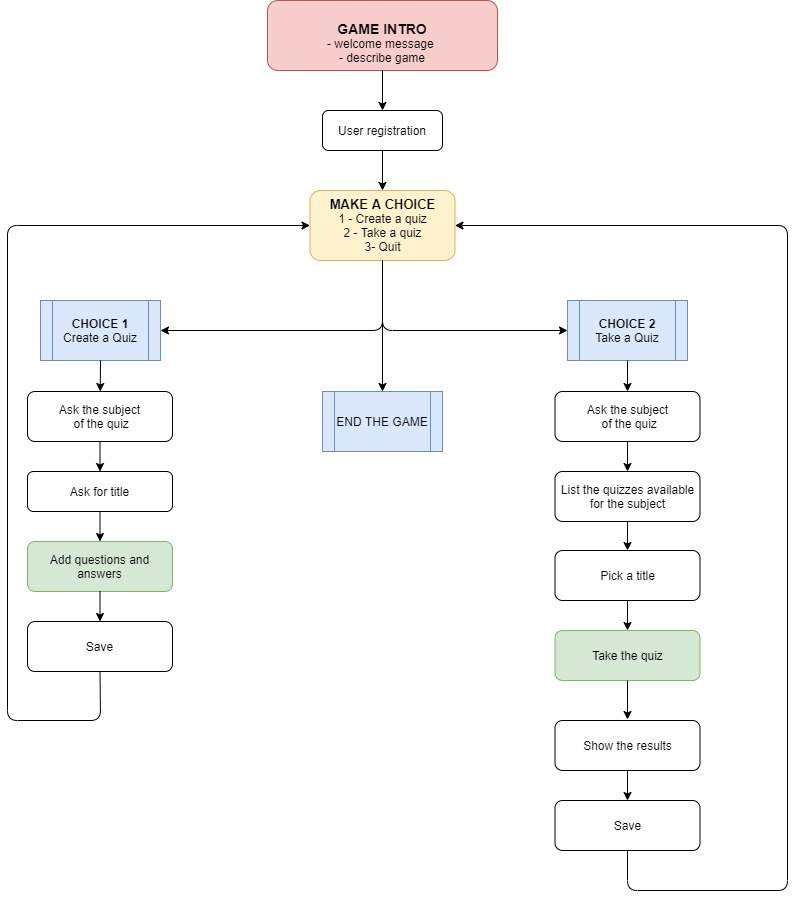 GAME INTRO
- welcome message
- describe game
User registration
MAKE A CHOICE
1 - Create a quiz
2 - Take a quiz
3- Quit
CHOICE 1
Create a Quiz
Ask the subject
of the quiz
Ask for title
Add questions and
answers
Save
END THE GAME
CHOICE 2
Take a Quiz
Ask the subject
of the quiz
List the quizzes available
for the subject
Pick a title
Take the quiz
Show the results
Save